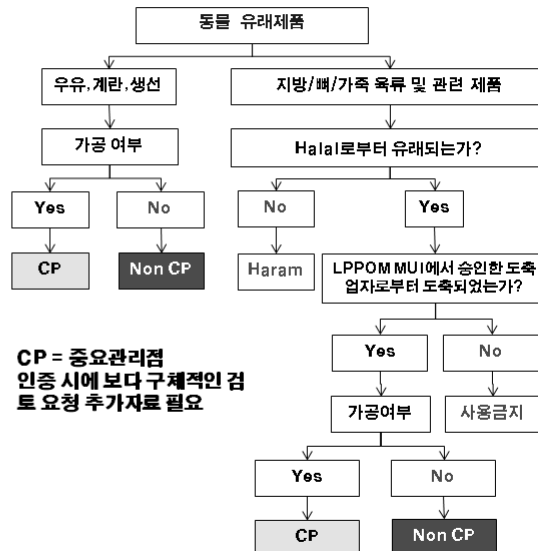 동물 유래제품
우유,계란,생선
지방/뼈/가죽 육류 및 관련 제품
가공 여부
Halal로부터 유래되는가?
Yes
No
No
Yes
CP
Non CP
Haram
LPPOM MUI에서 승인한 도축
업자로부터 도축되었는가?
Yes
No
CP = 중요관리점
인증 시에 보다 구체적인 검
토 요청 추가자료 필요
가공여부
사용금지
Yes
No
CP
Non CP